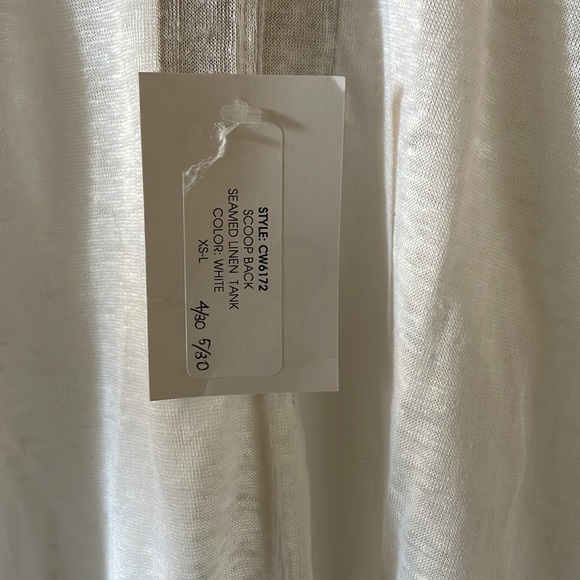 STYLE: CW6172
SCOOP BACK
SEAMED LINEN TANK
COLOR: WHITE
XS-L
4/30 5/30